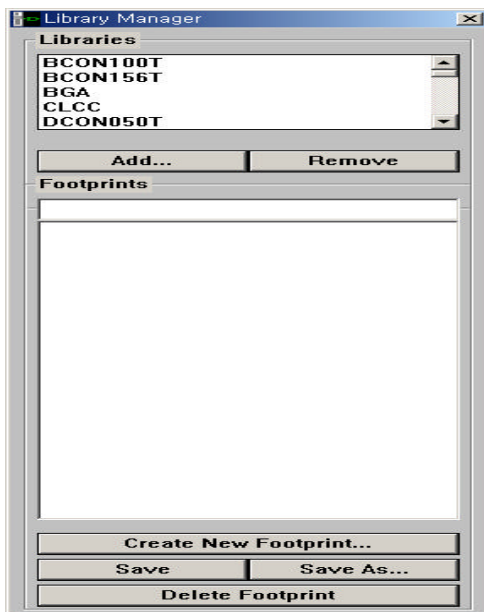 Library Manager
Libraries
BCON100T
BCON156T
BGA
CLCC
DCON050T
Add... Remove
Footprints
Create New Footprint...
Save Save As...
Delete Footprint